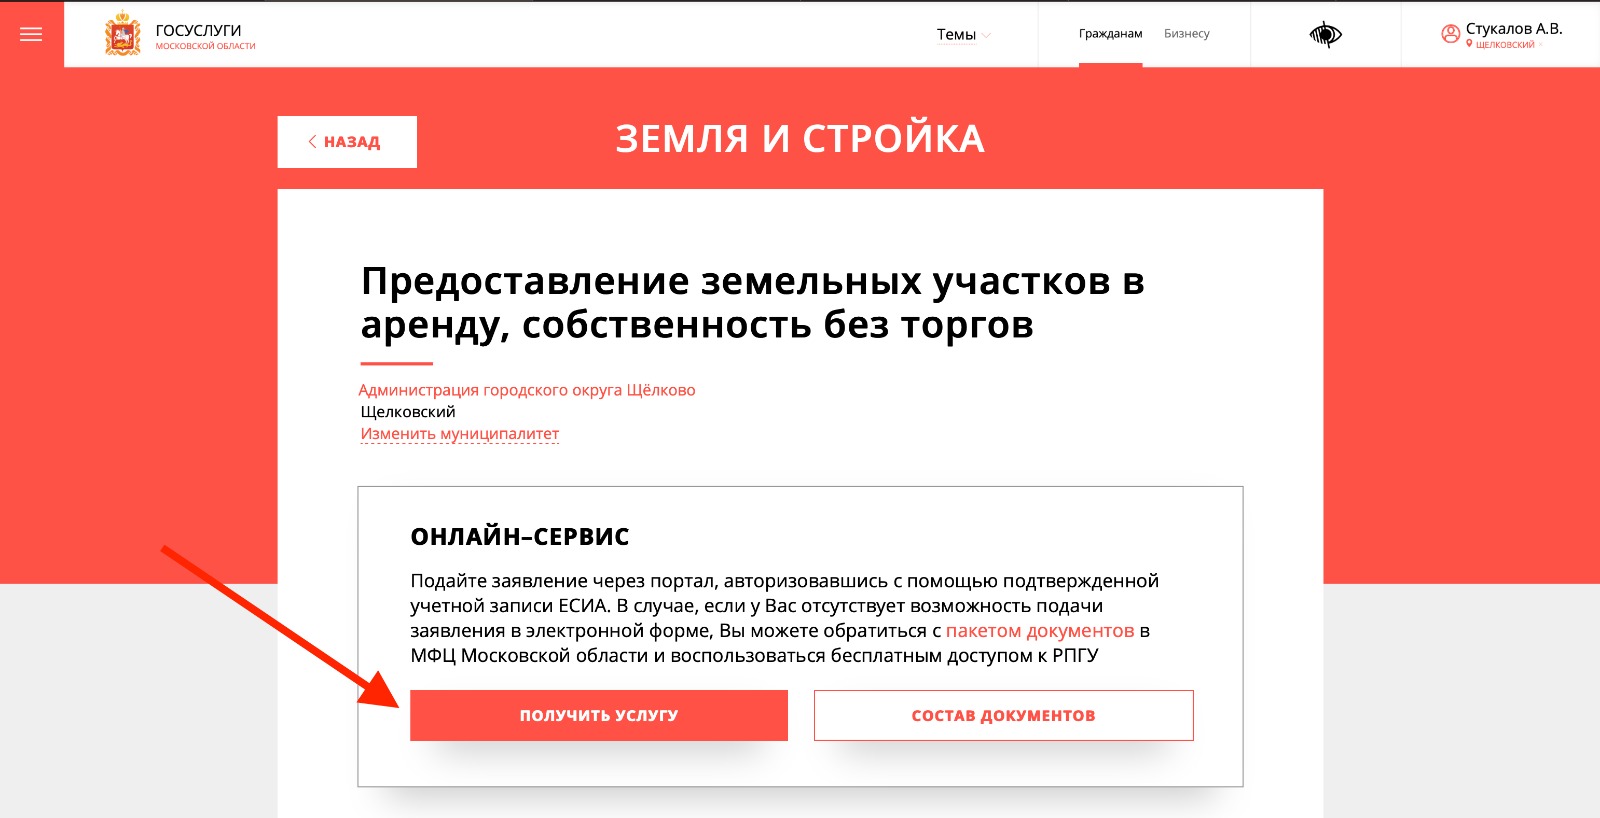 ГОСУСЛУГИ
МОСКОВСКОЙ ОБЛАСТИ
Темы
Гражданам
Бизнесу
Стукалов А.В.
ЩЕЛКОВСКИЙ
НАЗАД
ЗЕМЛЯ И СТРОЙКА
Предоставление земельных участков в
аренду, собственность без торгов
Администрация городского округа Щёлково
Щелковский
Изменить муниципалитет
ОНЛАЙН–СЕРВИС
Подайте заявление через портал, авторизовавшись с помощью подтвержденной
учетной записи ЕСИА. В случае, если у Вас отсутствует возможность подачи
заявления в электронной форме, Вы можете обратиться с пакетом документов в
МФЦ Московской области и воспользоваться бесплатным доступом к РПГУ
ПОЛУЧИТЬ УСЛУГУ
СОСТАВ ДОКУМЕНТОВ